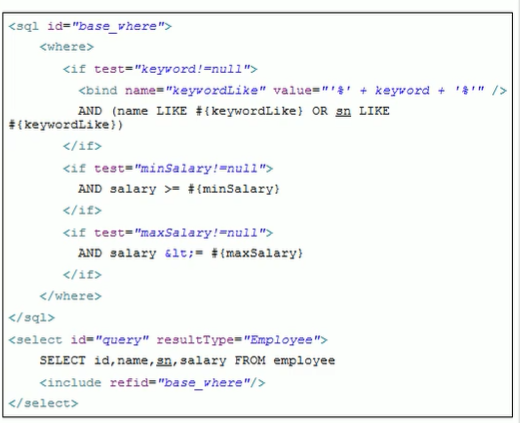 <sql id="base_where">
<where>
<if test="keyword!=null">
<bind name="keywordLike" value="'%' + keyword + '%'" />
AND (name LIKE #{keywordLike} OR sn LIKE
#{keywordLike})
</if>
<if test="minSalary!=null">
AND salary >= #{minSalary}
</if>
<if test="maxSalary!=null">
AND salary &lt;= #{maxSalary}
</if>
</where>
</sql>
<select id="query" resultType="Employee">
SELECT id,name,sn,salary FROM employee
<include refid="base_where"/>
</select>